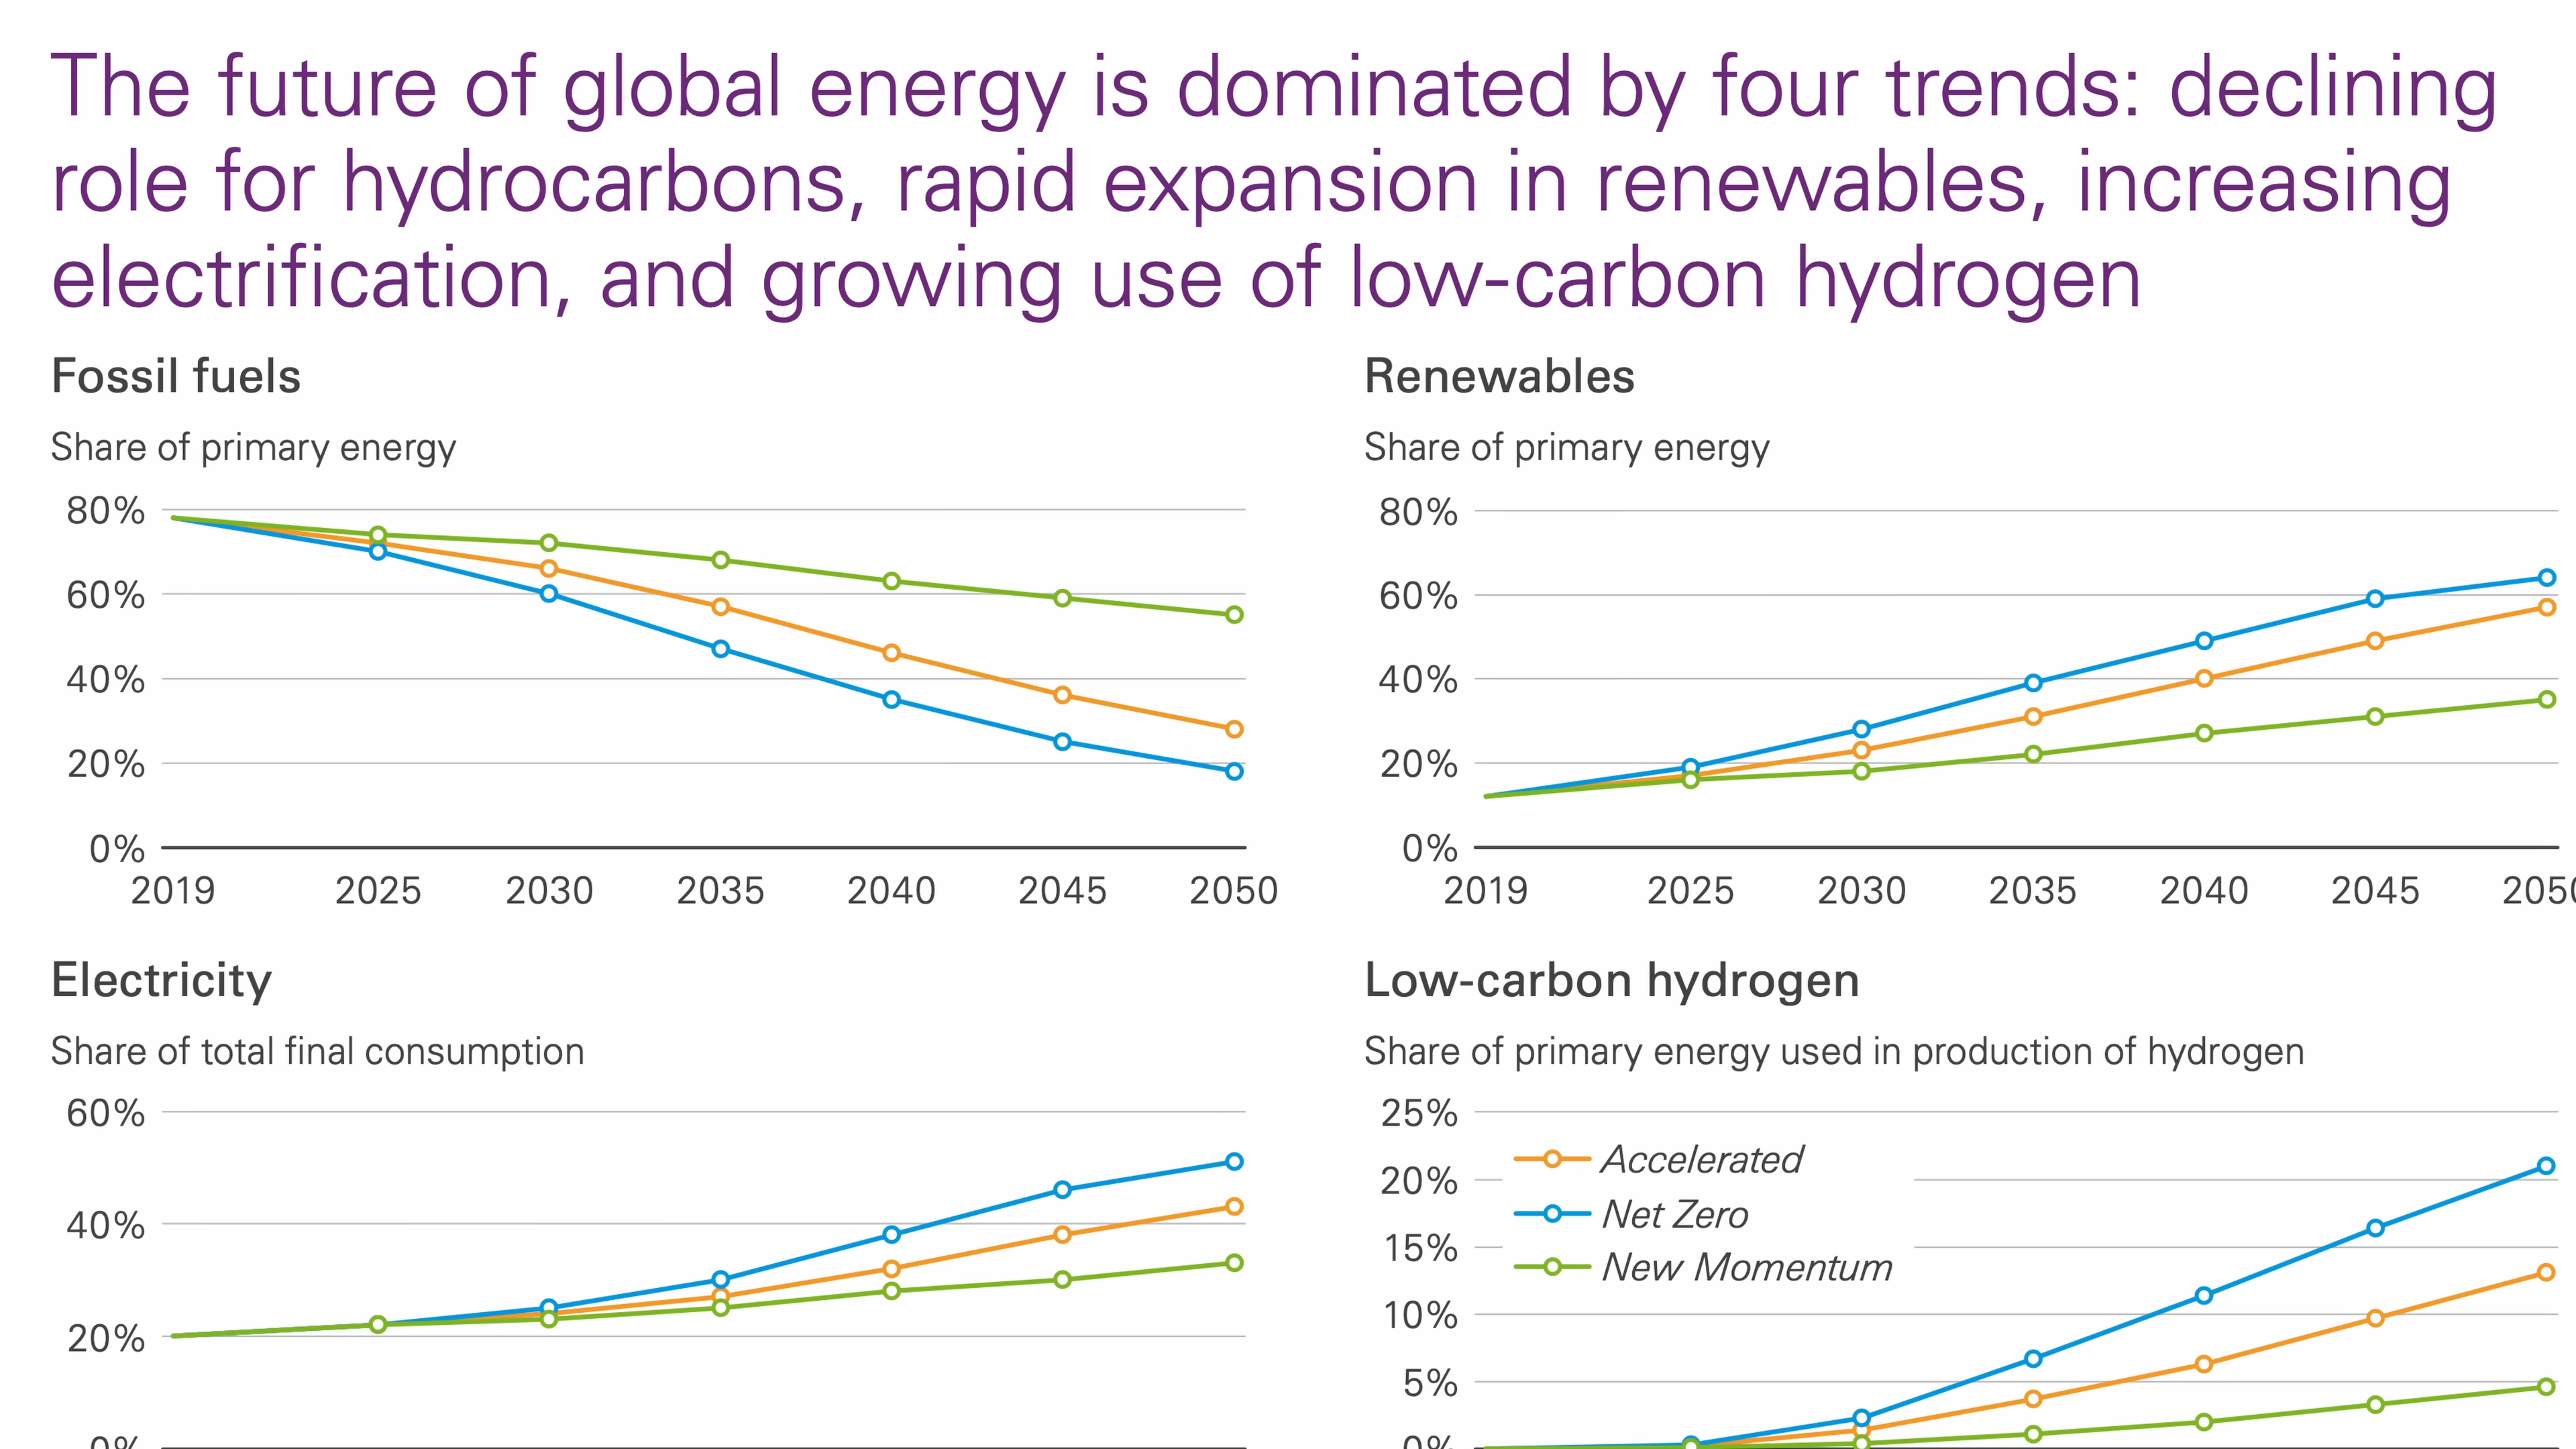 The future of global energy is dominated by four trends: declining
role for hydrocarbons, rapid expansion in renewables, increasing
electrification, and growing use of low-carbon hydrogen
Fossil fuels
Share of primary energy
80%
60%
40%
20%
0%
2019 2025 2030 2035 2040 2045 2050
Renewables
Share of primary energy
80%
60%
40%
20%
0%
2019 2025 2030 2035 2040 2045 2050
Electricity
Share of total final consumption
60%
40%
20%
0%
Low-carbon hydrogen
Share of primary energy used in production of hydrogen
25%
20%
15%
10%
5%
0%
Accelerated
Net Zero
New Momentum